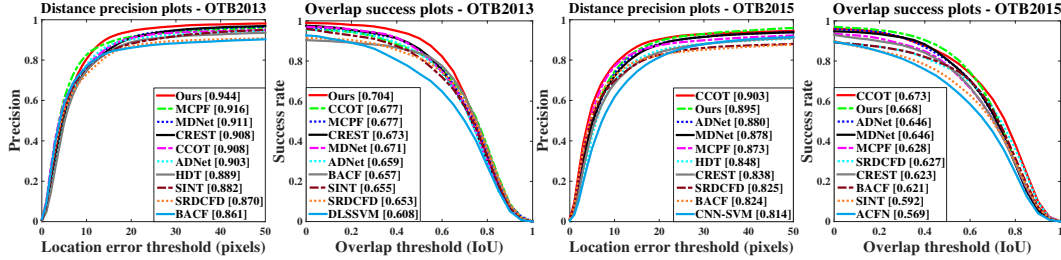 Distance precision plots - OTB2013
Precision
1
0.8
0.6
0.4
0.2
0
0
10
20
30
40
50
Location error threshold (pixels)
Ours [0.944]
MCPF [0.916]
MDNet [0.911]
CREST [0.908]
CCOT [0.908]
ADNet [0.903]
HDT [0.889]
SINT [0.882]
SRDCFD [0.870]
BACF [0.861]
Overlap success plots - OTB2013
Success rate
1
0.8
0.6
0.4
0.2
0
0
0.2
0.4
0.6
0.8
1
Overlap threshold (IoU)
Ours [0.704]
CCOT [0.677]
MCPF [0.677]
CREST [0.673]
MDNet [0.671]
ADNet [0.659]
BACF [0.657]
SINT [0.655]
SRDCFD [0.653]
DLSSVM [0.608]
Distance precision plots - OTB2015
Precision
1
0.8
0.6
0.4
0.2
0
0
10
20
30
40
50
Location error threshold (pixels)
CCOT [0.903]
Ours [0.895]
ADNet [0.880]
MDNet [0.878]
MCPF [0.873]
HDT [0.848]
CREST [0.838]
SRDCFD [0.825]
BACF [0.824]
CNN-SVM [0.814]
Overlap success plots - OTB2015
Success rate
1
0.8
0.6
0.4
0.2
0
0
0.2
0.4
0.6
0.8
1
Overlap threshold (IoU)
CCOT [0.673]
Ours [0.668]
ADNet [0.646]
MDNet [0.646]
MCPF [0.628]
SRDCFD [0.627]
CREST [0.623]
BACF [0.621]
SINT [0.592]
ACFN [0.569]